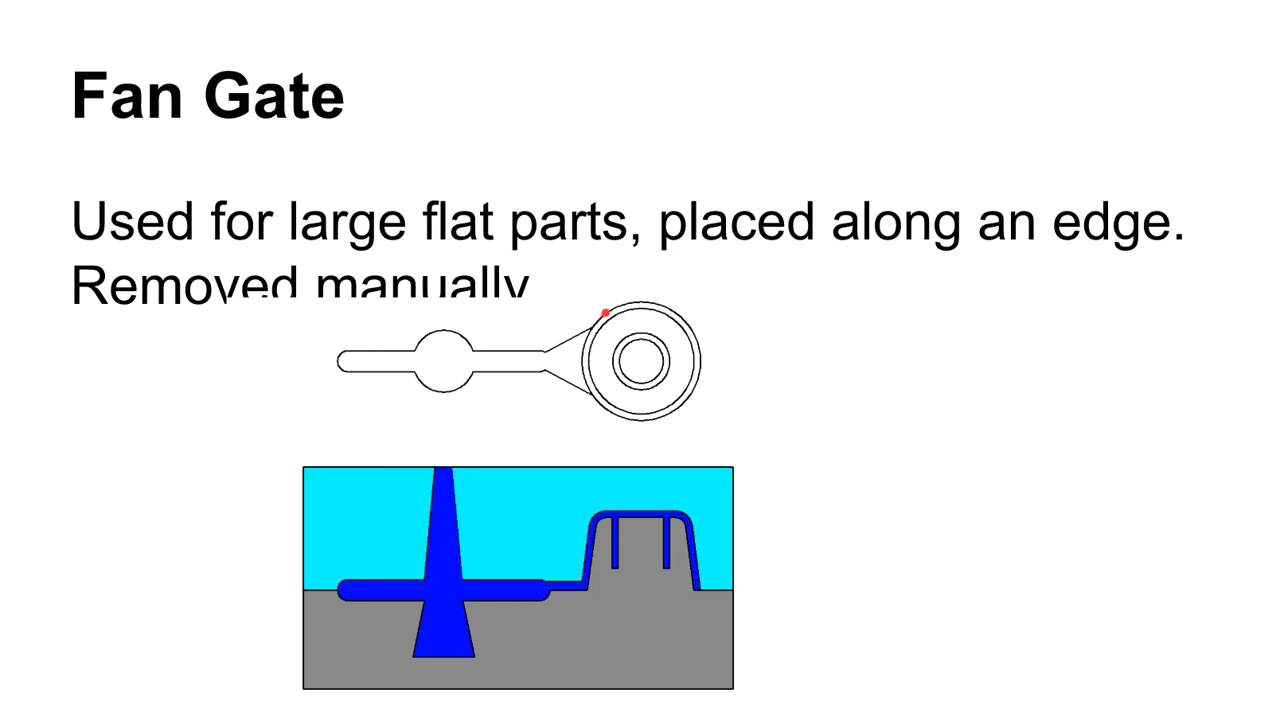 Fan Gate
Used for large flat parts, placed along an edge.
Removed manually